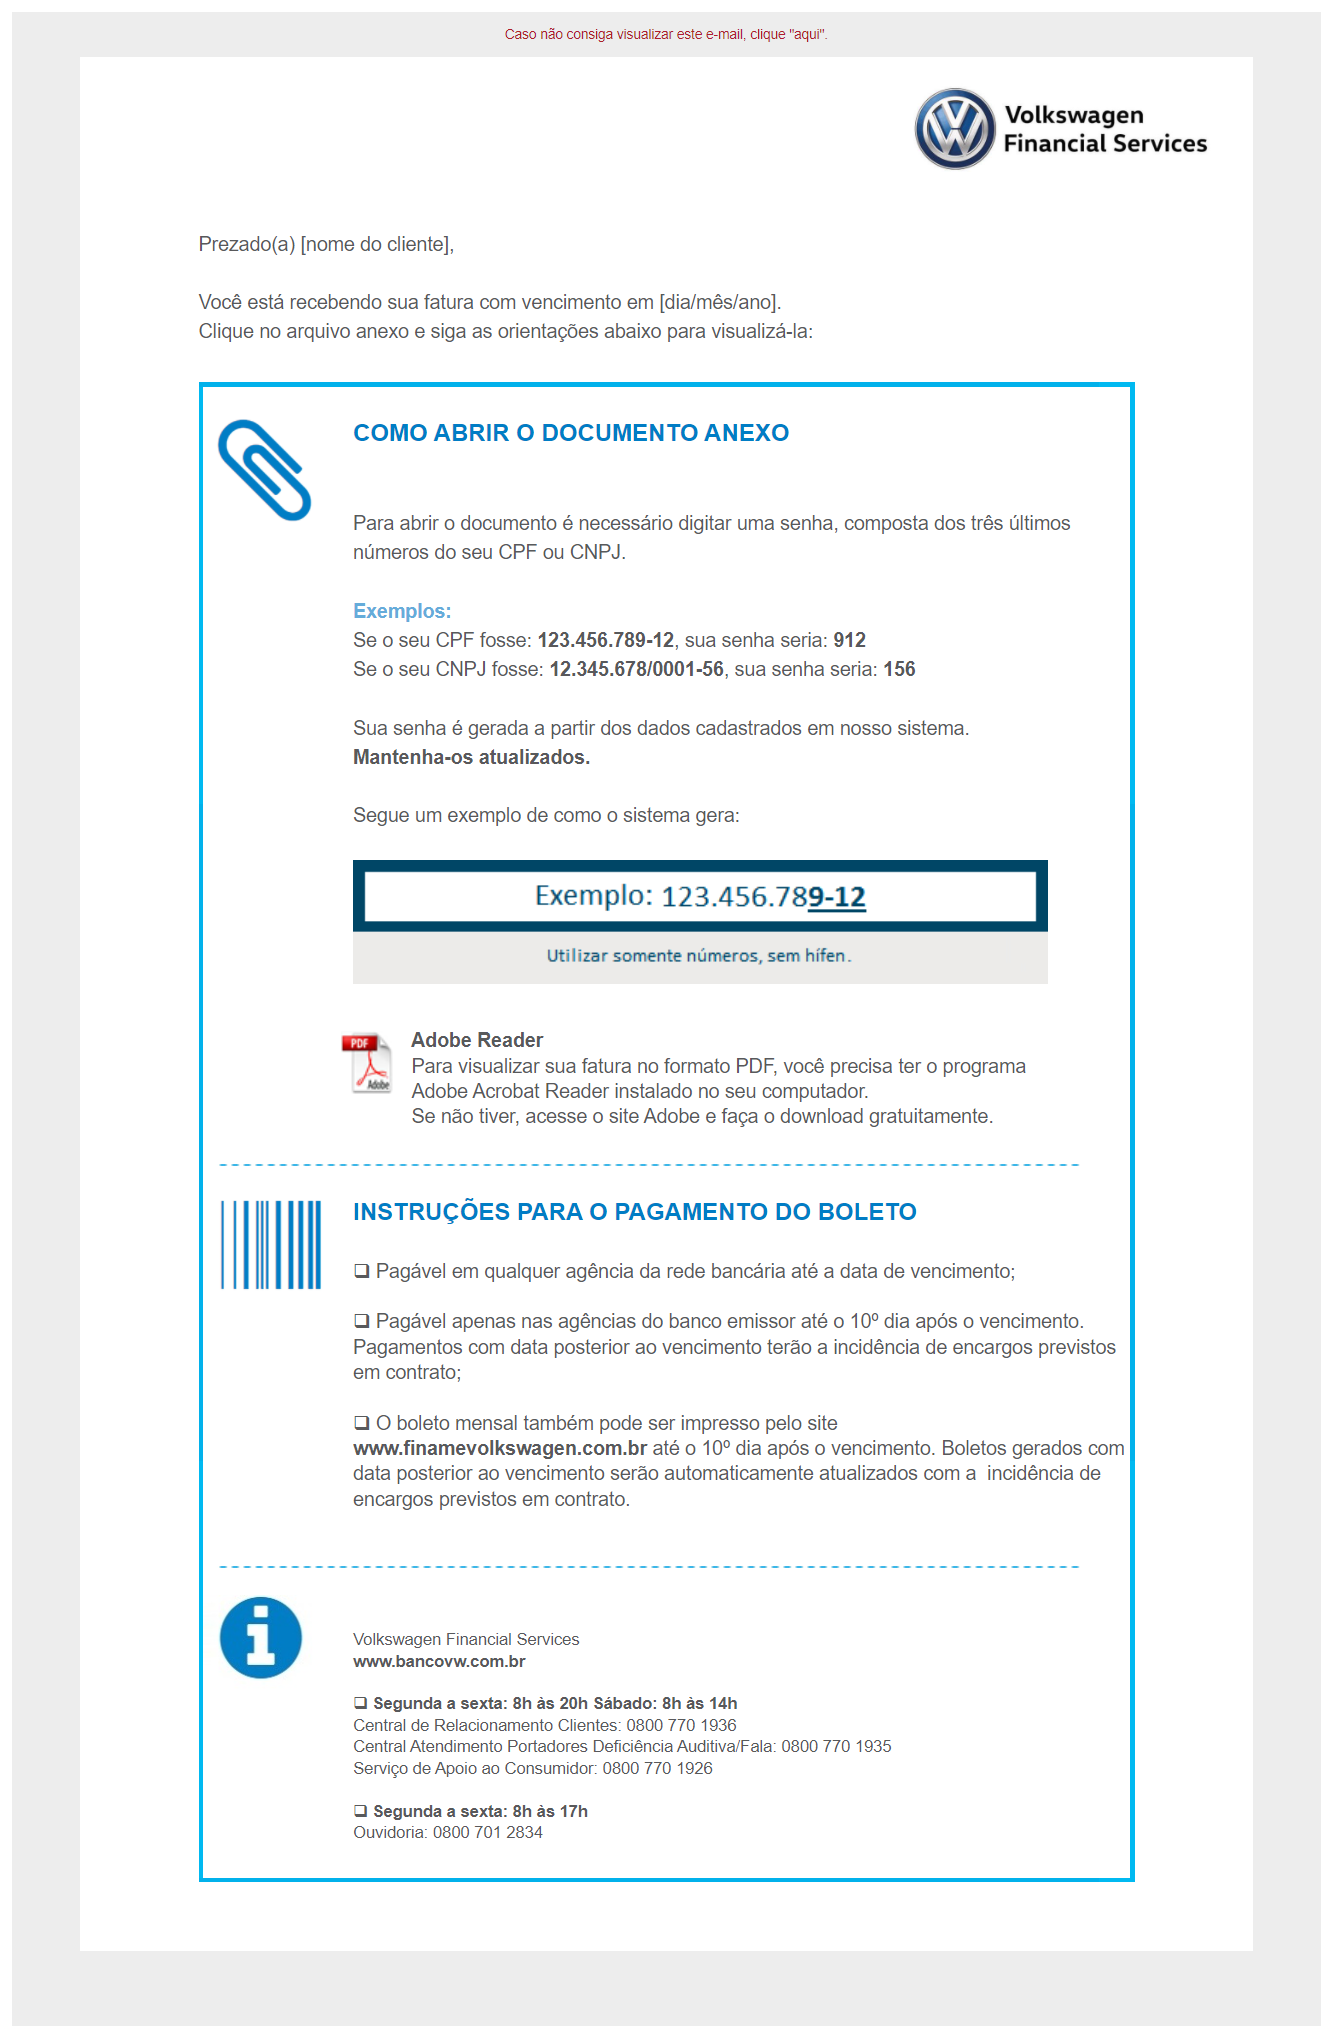 Caso não consiga visualizar este e-mail, clique "aqui".
Volkswagen
Financial Services
Prezado(a) [nome do cliente],
Você está recebendo sua fatura com vencimento em [dia/mês/ano].
Clique no arquivo anexo e siga as orientações abaixo para visualizá-la:
COMO ABRIR O DOCUMENTO ANEXO
Para abrir o documento é necessário digitar uma senha, composta dos três últimos
números do seu CPF ou CNPJ.
Exemplos:
Se o seu CPF fosse: 123.456.789-12, sua senha seria: 912
Se o seu CNPJ fosse: 12.345.678/0001-56, sua senha seria: 156
Sua senha é gerada a partir dos dados cadastrados em nosso sistema.
Mantenha-os atualizados.
Segue um exemplo de como o sistema gera:
Exemplo: 123.456.789-12
Utilizar somente números, sem hífen.
PDF
Adobe
Adobe Reader
Para visualizar sua fatura no formato PDF, você precisa ter o programa
Adobe Acrobat Reader instalado no seu computador.
Se não tiver, acesse o site Adobe e faça o download gratuitamente.
INSTRUÇÕES PARA O PAGAMENTO DO BOLETO
❑ Pagável em qualquer agência da rede bancária até a data de vencimento;
❑ Pagável apenas nas agências do banco emissor até o 10º dia após o vencimento.
Pagamentos com data posterior ao vencimento terão a incidência de encargos previstos
em contrato;
❑ O boleto mensal também pode ser impresso pelo site
www.finamevolkswagen.com.br até o 10º dia após o vencimento. Boletos gerados com
data posterior ao vencimento serão automaticamente atualizados com a  incidência de
encargos previstos em contrato.
Volkswagen Financial Services
www.bancovw.com.br
❑ Segunda a sexta: 8h às 20h Sábado: 8h às 14h
Central de Relacionamento Clientes: 0800 770 1936
Central Atendimento Portadores Deficiência Auditiva/Fala: 0800 770 1935
Serviço de Apoio ao Consumidor: 0800 770 1926
❑ Segunda a sexta: 8h às 17h
Ouvidoria: 0800 701 2834